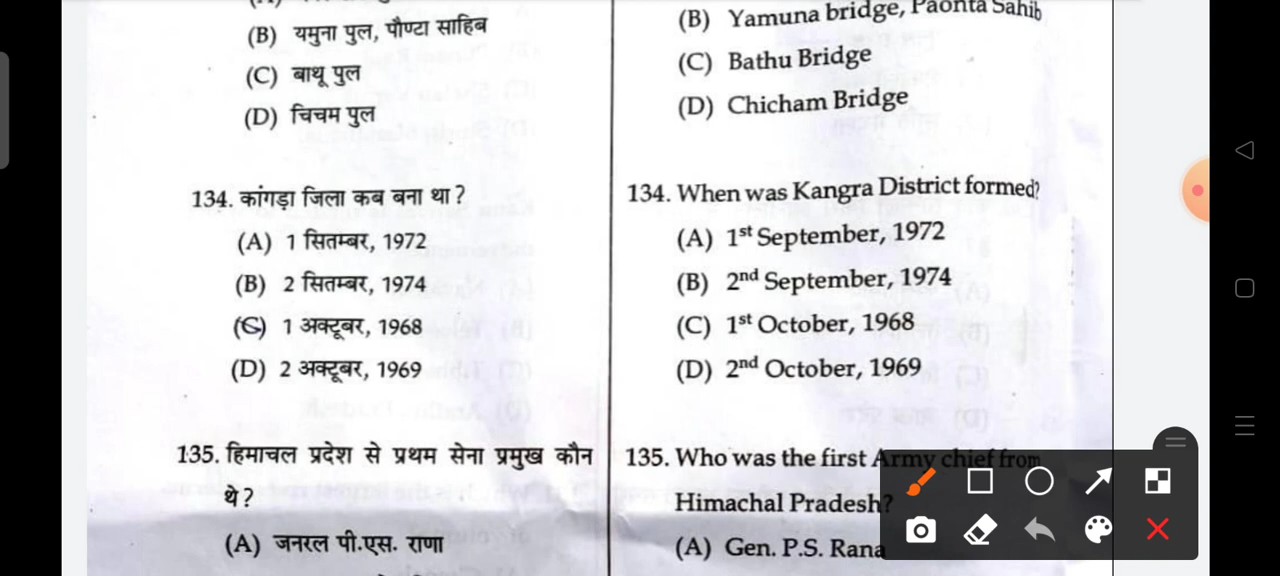 (B) यमुना पुल, पौण्टा साहिब
(C) बाथू पुल
(D) चिचम पुल
134. कांगड़ा जिला कब बना था ?
(A) 1 सितम्बर, 1972
(B) 2 सितम्बर, 1974
(C) 1 अक्टूबर, 1968
(D) 2 अक्टूबर, 1969
135. हिमाचल प्रदेश से प्रथम सेना प्रमुख कौन
थे ?
(A) जनरल पी.एस. राणा
(B) Yamuna bridge, Paonta Sahib
(C) Bathu Bridge
(D) Chicham Bridge
134. When was Kangra District formed?
(A) 1st September, 1972
(B) 2nd September, 1974
(C) 1st October, 1968
(D) 2nd October, 1969
135. Who was the first Army chief from
Himachal Pradesh?
(A) Gen. P.S. Rana